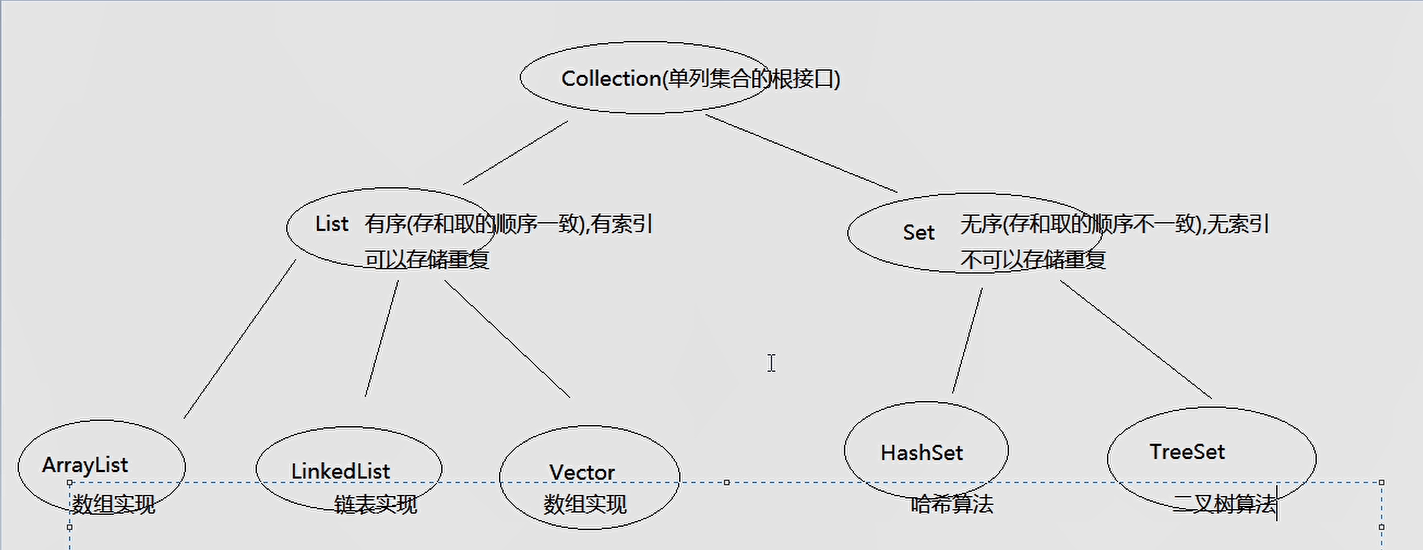 Collection(单列集合的根接口)
List 有序(存和取的顺序一致),有索引
可以存储重复
Set 无序(存和取的顺序不一致),无索引
不可以存储重复
ArrayList
数组实现
LinkedList
链表实现
Vector
数组实现
HashSet
哈希算法
TreeSet
二叉树算法